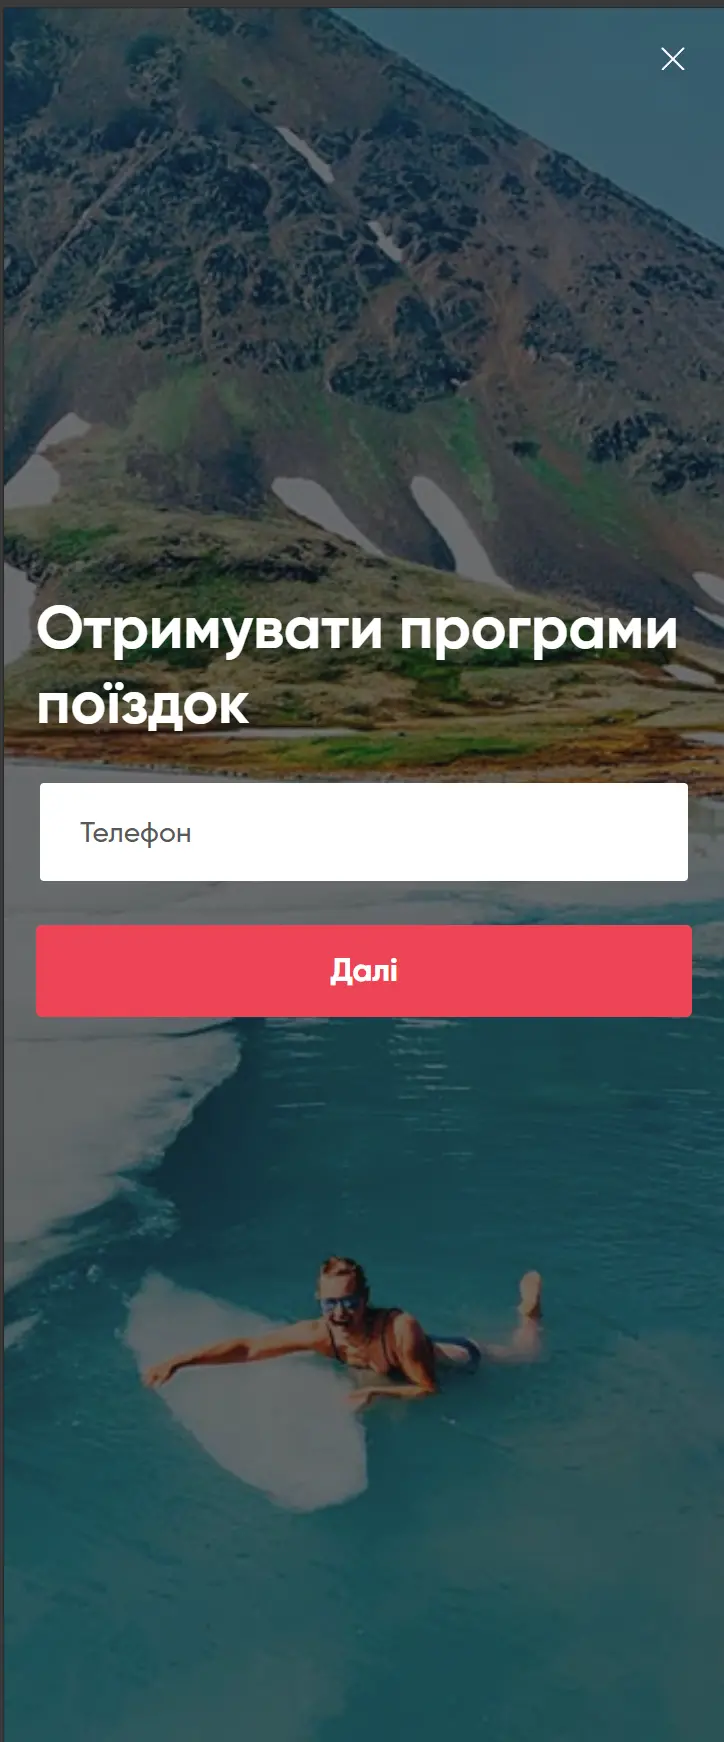 Отримувати програми
поїздок
Телефон
Далі